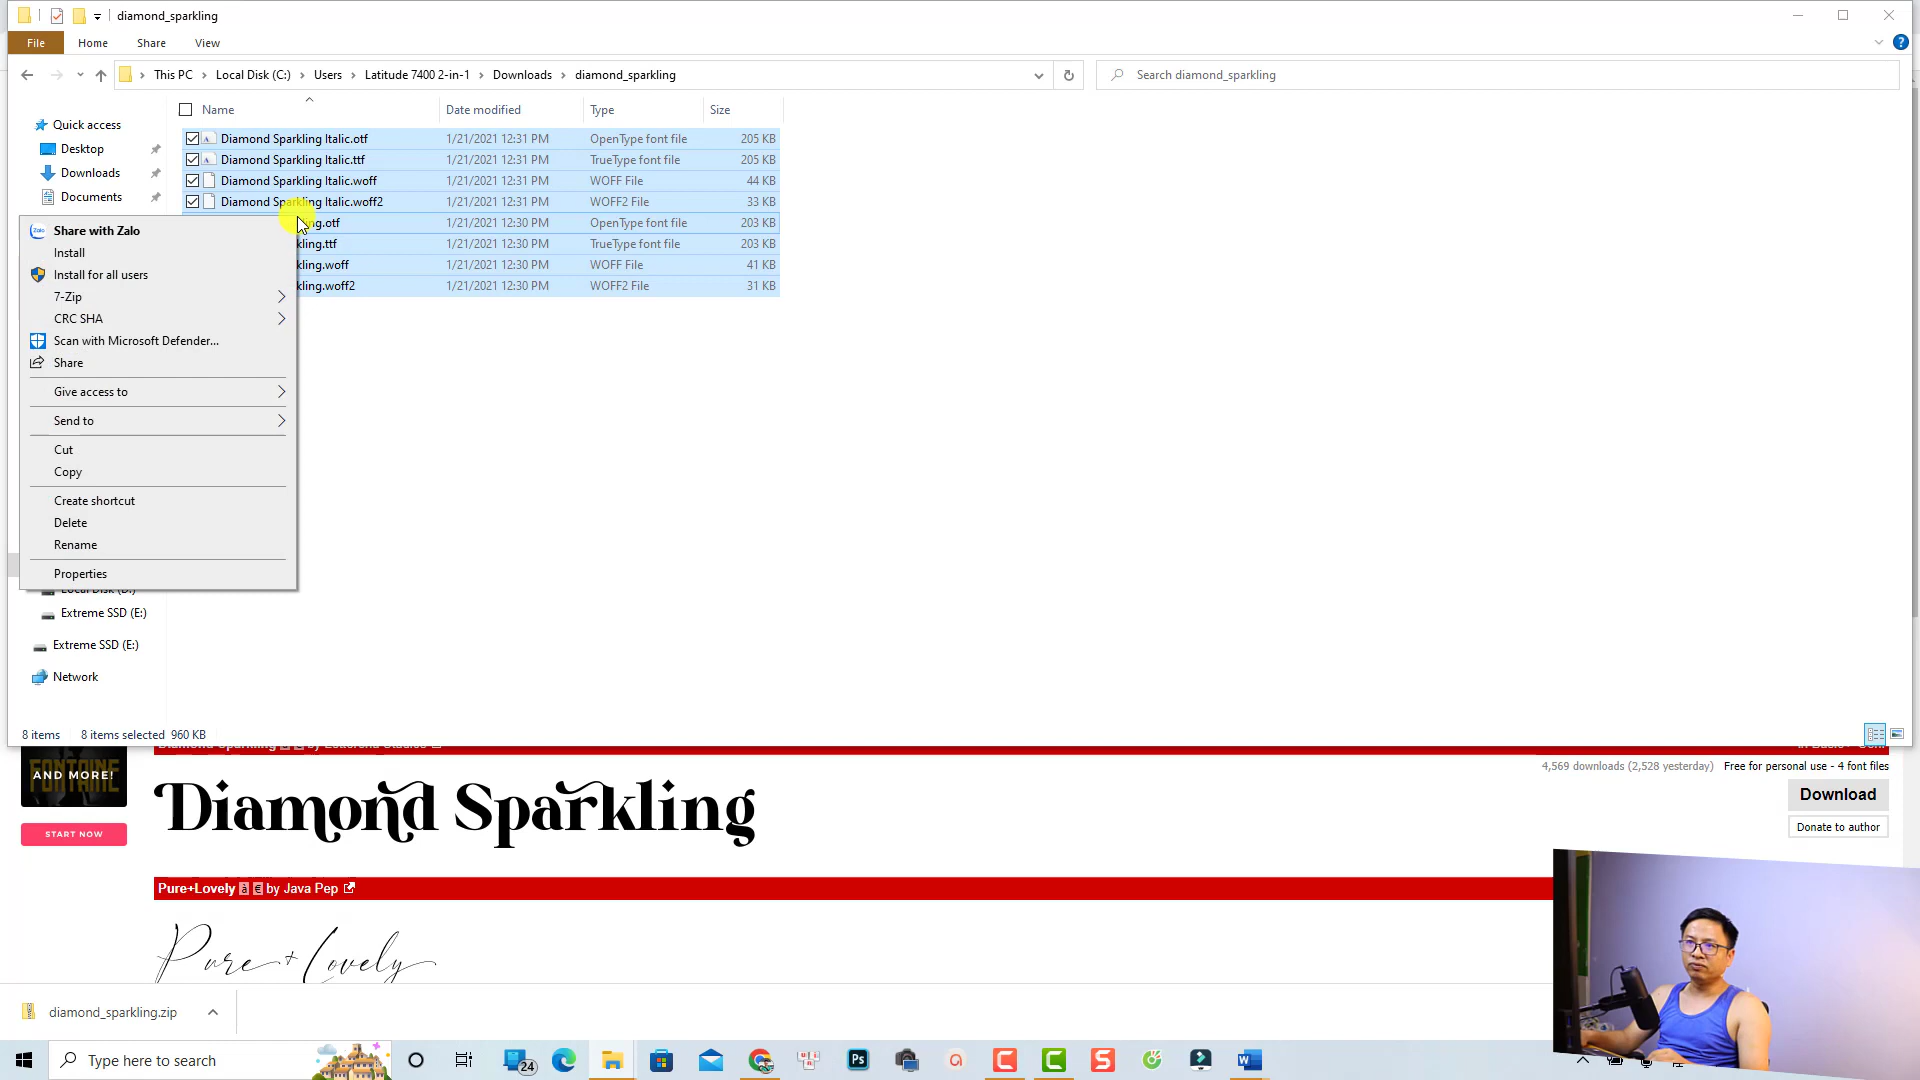 diamond_sparkling
File Home Share View
This PC Local Disk (C:) Users Latitude 7400 2-in-1 Downloads diamond_sparkling
Search diamond_sparkling
Name Date modified Type Size
Quick access
Desktop
Downloads
Documents
Diamond Sparkling Italic.otf 1/21/2021 12:31 PM OpenType font file 205 KB
Diamond Sparkling Italic.ttf 1/21/2021 12:31 PM TrueType font file 205 KB
Diamond Sparkling Italic.woff 1/21/2021 12:31 PM WOFF File 44 KB
Diamond Sparkling Italic.woff2 1/21/2021 12:31 PM WOFF2 File 33 KB
ng.otf 1/21/2021 12:30 PM OpenType font file 203 KB
kling.ttf 1/21/2021 12:30 PM TrueType font file 203 KB
kling.woff 1/21/2021 12:30 PM WOFF File 41 KB
kling.woff2 1/21/2021 12:30 PM WOFF2 File 31 KB
Share with Zalo
Install
Install for all users
7-Zip
CRC SHA
Scan with Microsoft Defender...
Share
Give access to
Send to
Cut
Copy
Create shortcut
Delete
Rename
Properties
Local Disk (D:)
Extreme SSD (E:)
Extreme SSD (E:)
Network
8 items 8 items selected 960 KB
FONTAINE
AND MORE!
START NOW
Diamond Sparkling by
4,569 downloads (2,528 yesterday) Free for personal use - 4 font files
Diamond Sparkling
Download
Donate to author
Pure+Lovely à € by Java Pep
Pure+Lovely
diamond_sparkling.zip
Type here to search
24